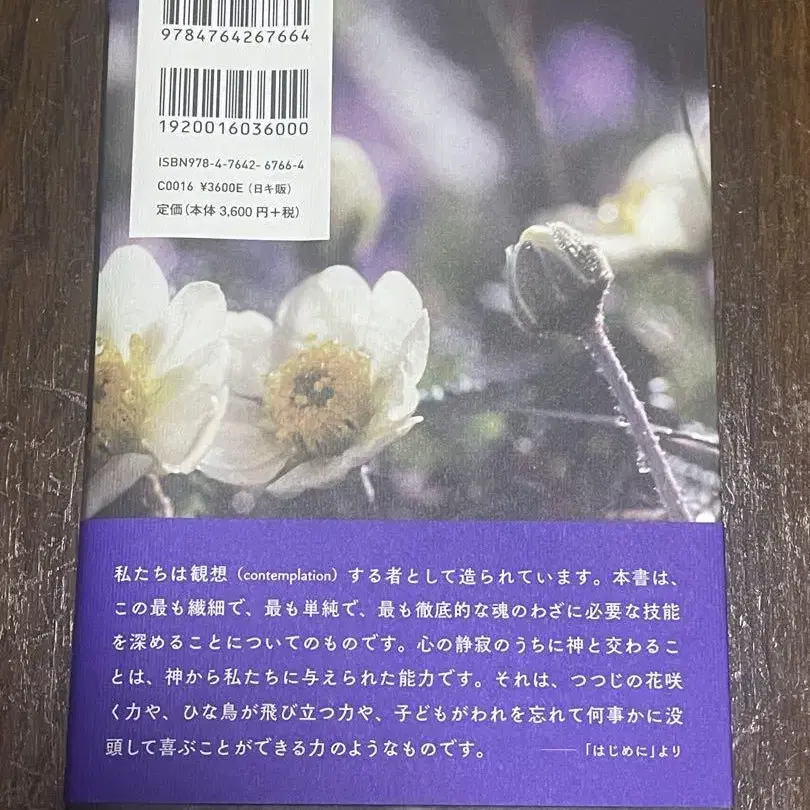 9784764267664
1920016036000
ISBN978-4-7642-6766-4
C0016 ¥3600E (日キ販)
定価(本体3,600円+税)
私たちは観想（contemplation）する者として造られています。本書は、
この最も繊細で、最も単純で、最も徹底的な魂のわざに必要な技能
を深めることについてのものです。心の静寂のうちに神と交わるこ
とは、神から私たちに与えられた能力です。それは、つつじの花咲
く力や、ひな鳥が飛び立つ力や、子どもがわれを忘れて何事かに没
頭して喜ぶことができる力のようなものです。 ——「はじめに」より